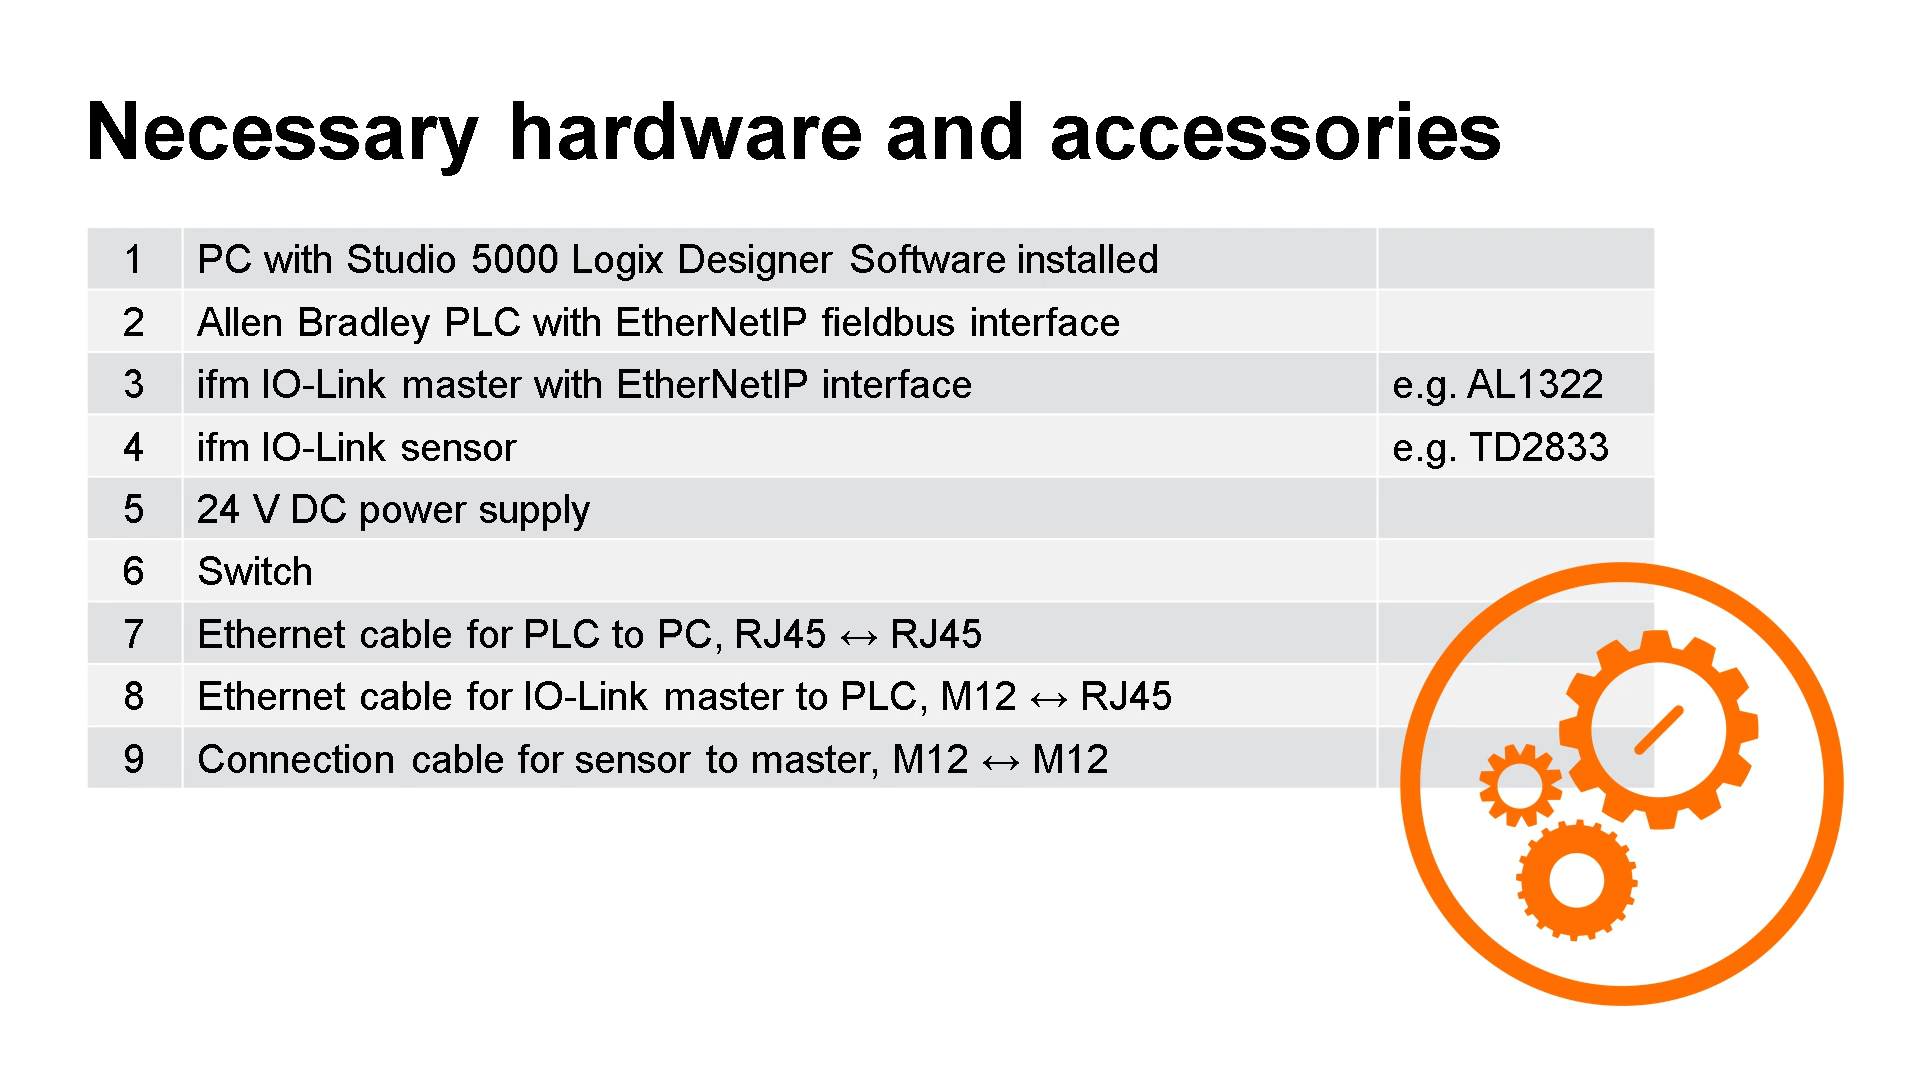 Necessary hardware and accessories
1 PC with Studio 5000 Logix Designer Software installed
2 Allen Bradley PLC with EtherNetIP fieldbus interface
3 ifm IO-Link master with EtherNetIP interface e.g. AL1322
4 ifm IO-Link sensor e.g. TD2833
5 24 V DC power supply
6 Switch
7 Ethernet cable for PLC to PC, RJ45 ↔ RJ45
8 Ethernet cable for IO-Link master to PLC, M12 ↔ RJ45
9 Connection cable for sensor to master, M12 ↔ M12